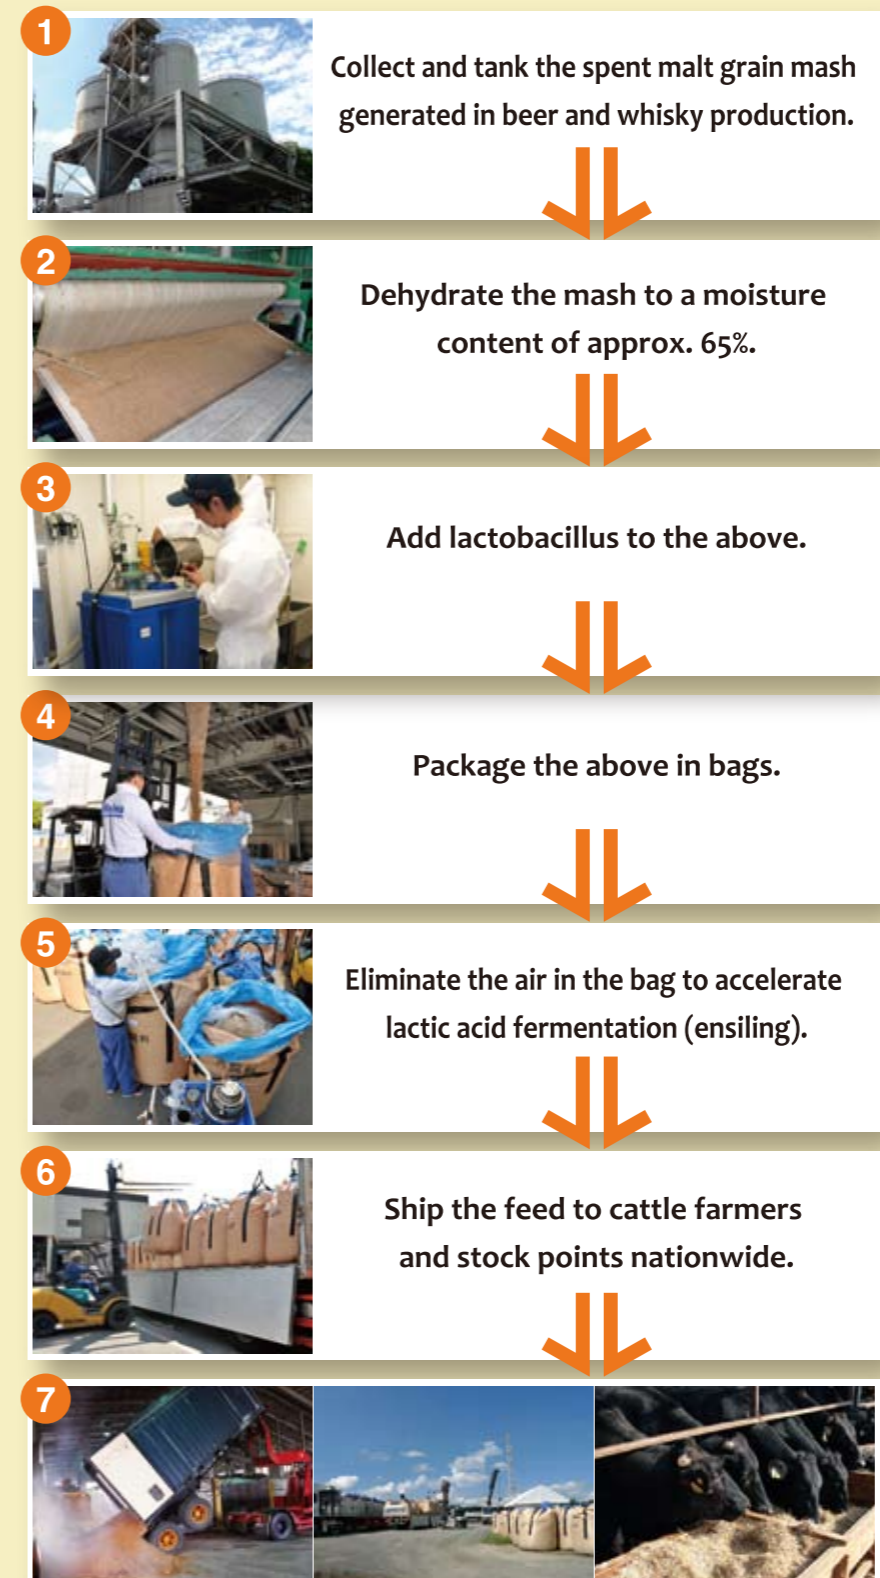 1
Collect and tank the spent malt grain mash
generated in beer and whisky production.
2
Dehydrate the mash to a moisture
content of approx. 65%.
3
Add lactobacillus to the above.
4
Package the above in bags.
5
Eliminate the air in the bag to accelerate
lactic acid fermentation (ensiling).
6
Ship the feed to cattle farmers
and stock points nationwide.
7